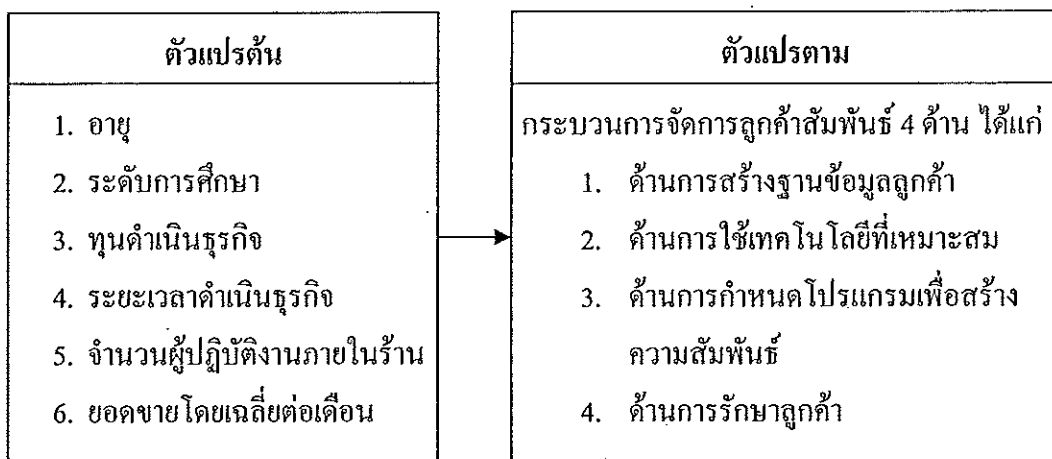 ตัวแปรต้น
1. อายุ
2. ระดับการศึกษา
3. ทุนดำเนินธุรกิจ
4. ระยะเวลาดำเนินธุรกิจ
5. จำนวนผู้ปฏิบัติงานภายในร้าน
6. ยอดขายโดยเฉลี่ยต่อเดือน
ตัวแปรตาม
กระบวนการจัดการลูกค้าสัมพันธ์ 4 ด้าน ได้แก่
1. ด้านการสร้างฐานข้อมูลลูกค้า
2. ด้านการใช้เทคโนโลยีที่เหมาะสม
3. ด้านการกำหนดโปรแกรมเพื่อสร้าง
ความสัมพันธ์
4. ด้านการรักษาลูกค้า